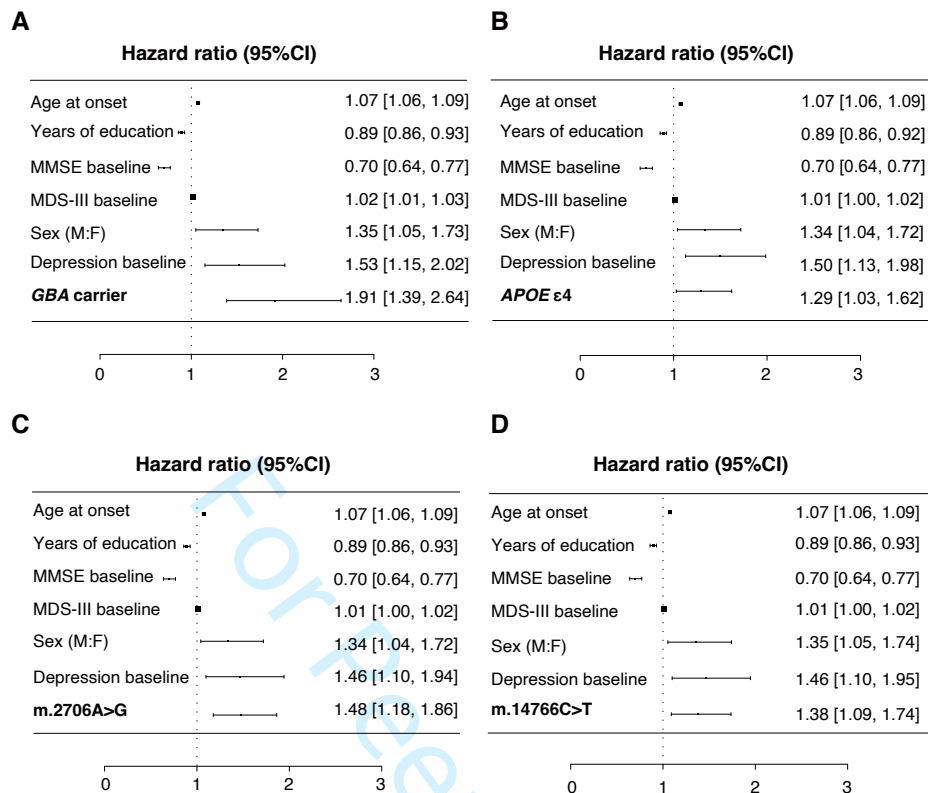 A
Hazard ratio (95%CI)
Age at onset 1.07 [1.06, 1.09]
Years of education 0.89 [0.86, 0.93]
MMSE baseline 0.70 [0.64, 0.77]
MDS-III baseline 1.02 [1.01, 1.03]
Sex (M:F) 1.35 [1.05, 1.73]
Depression baseline 1.53 [1.15, 2.02]
GBA carrier 1.91 [1.39, 2.64]
0 1 2 3
B
Hazard ratio (95%CI)
Age at onset 1.07 [1.06, 1.09]
Years of education 0.89 [0.86, 0.92]
MMSE baseline 0.70 [0.64, 0.77]
MDS-III baseline 1.01 [1.00, 1.02]
Sex (M:F) 1.34 [1.04, 1.72]
Depression baseline 1.50 [1.13, 1.98]
APOE ε4 1.29 [1.03, 1.62]
0 1 2 3
C
Hazard ratio (95%CI)
Age at onset 1.07 [1.06, 1.09]
Years of education 0.89 [0.86, 0.93]
MMSE baseline 0.70 [0.64, 0.77]
MDS-III baseline 1.01 [1.00, 1.02]
Sex (M:F) 1.34 [1.04, 1.72]
Depression baseline 1.46 [1.10, 1.94]
m.2706A>G 1.48 [1.18, 1.86]
0 1 2 3
D
Hazard ratio (95%CI)
Age at onset 1.07 [1.06, 1.09]
Years of education 0.89 [0.86, 0.93]
MMSE baseline 0.70 [0.64, 0.77]
MDS-III baseline 1.01 [1.00, 1.02]
Sex (M:F) 1.35 [1.05, 1.74]
Depression baseline 1.46 [1.10, 1.95]
m.14766C>T 1.38 [1.09, 1.74]
0 1 2 3
For Pee